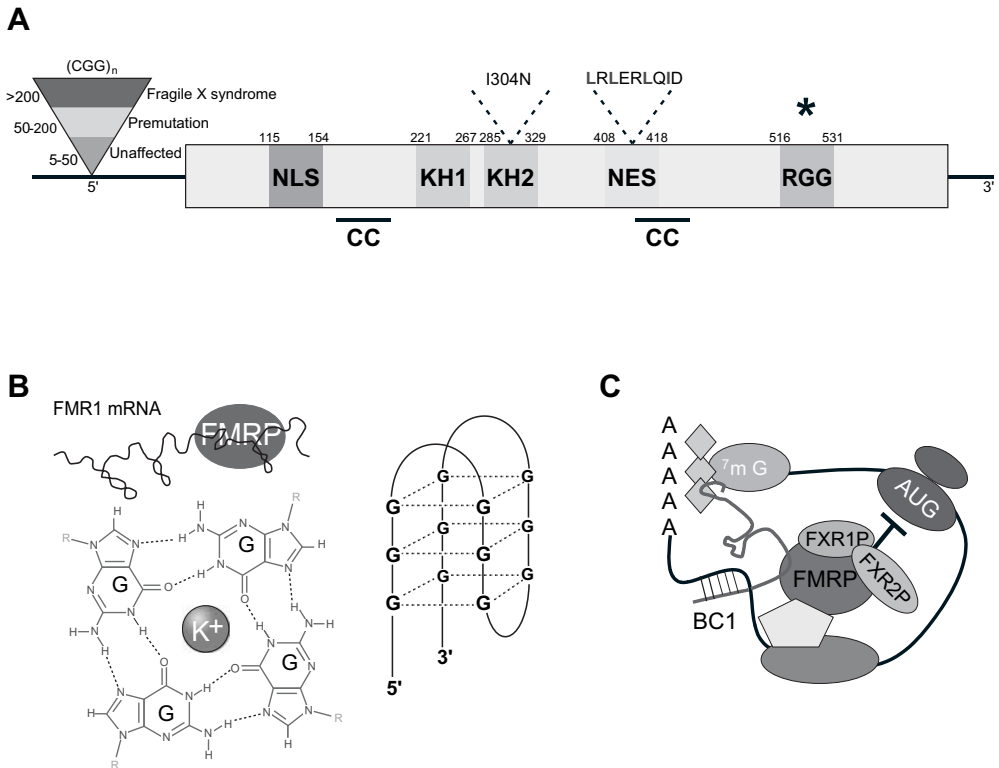 A
(CGG)n
>200
Fragile X syndrome
50-200
Premutation
5-50
Unaffected
5'
I304N
LRLERLQID
*
115 154 221 267 285 329 408 418 516 531
NLS KH1 KH2 NES RGG
3'
CC CC
B
FMR1 mRNA
FMRP
H
R
N
N
H
N
H
N
N
R
G
N
N
O
H
N
H
N
H
G
N
H
O
H
N
H
K+
H
N
H
G
N
O
N
H
N
O
H
N
N
H
N
G
N
H
N
H
R
N
R
H
G G
G G
G G
G G
G G
G G
3'
5'
C
A
A
A
A
A
7m G
AUG
FXR1P
FMRP
FXR2P
BC1